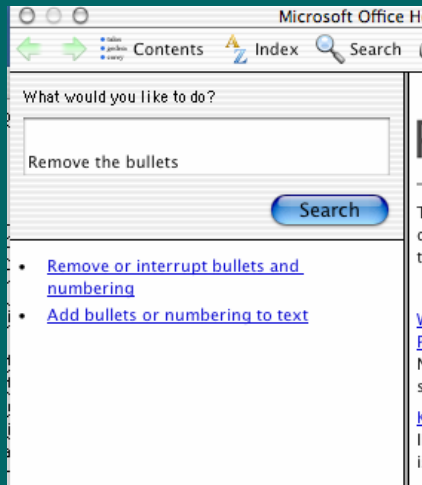 Microsoft Office H
Contents Index Search
What would you like to do?
Remove the bullets
Search
• Remove or interrupt bullets and
numbering
• Add bullets or numbering to text